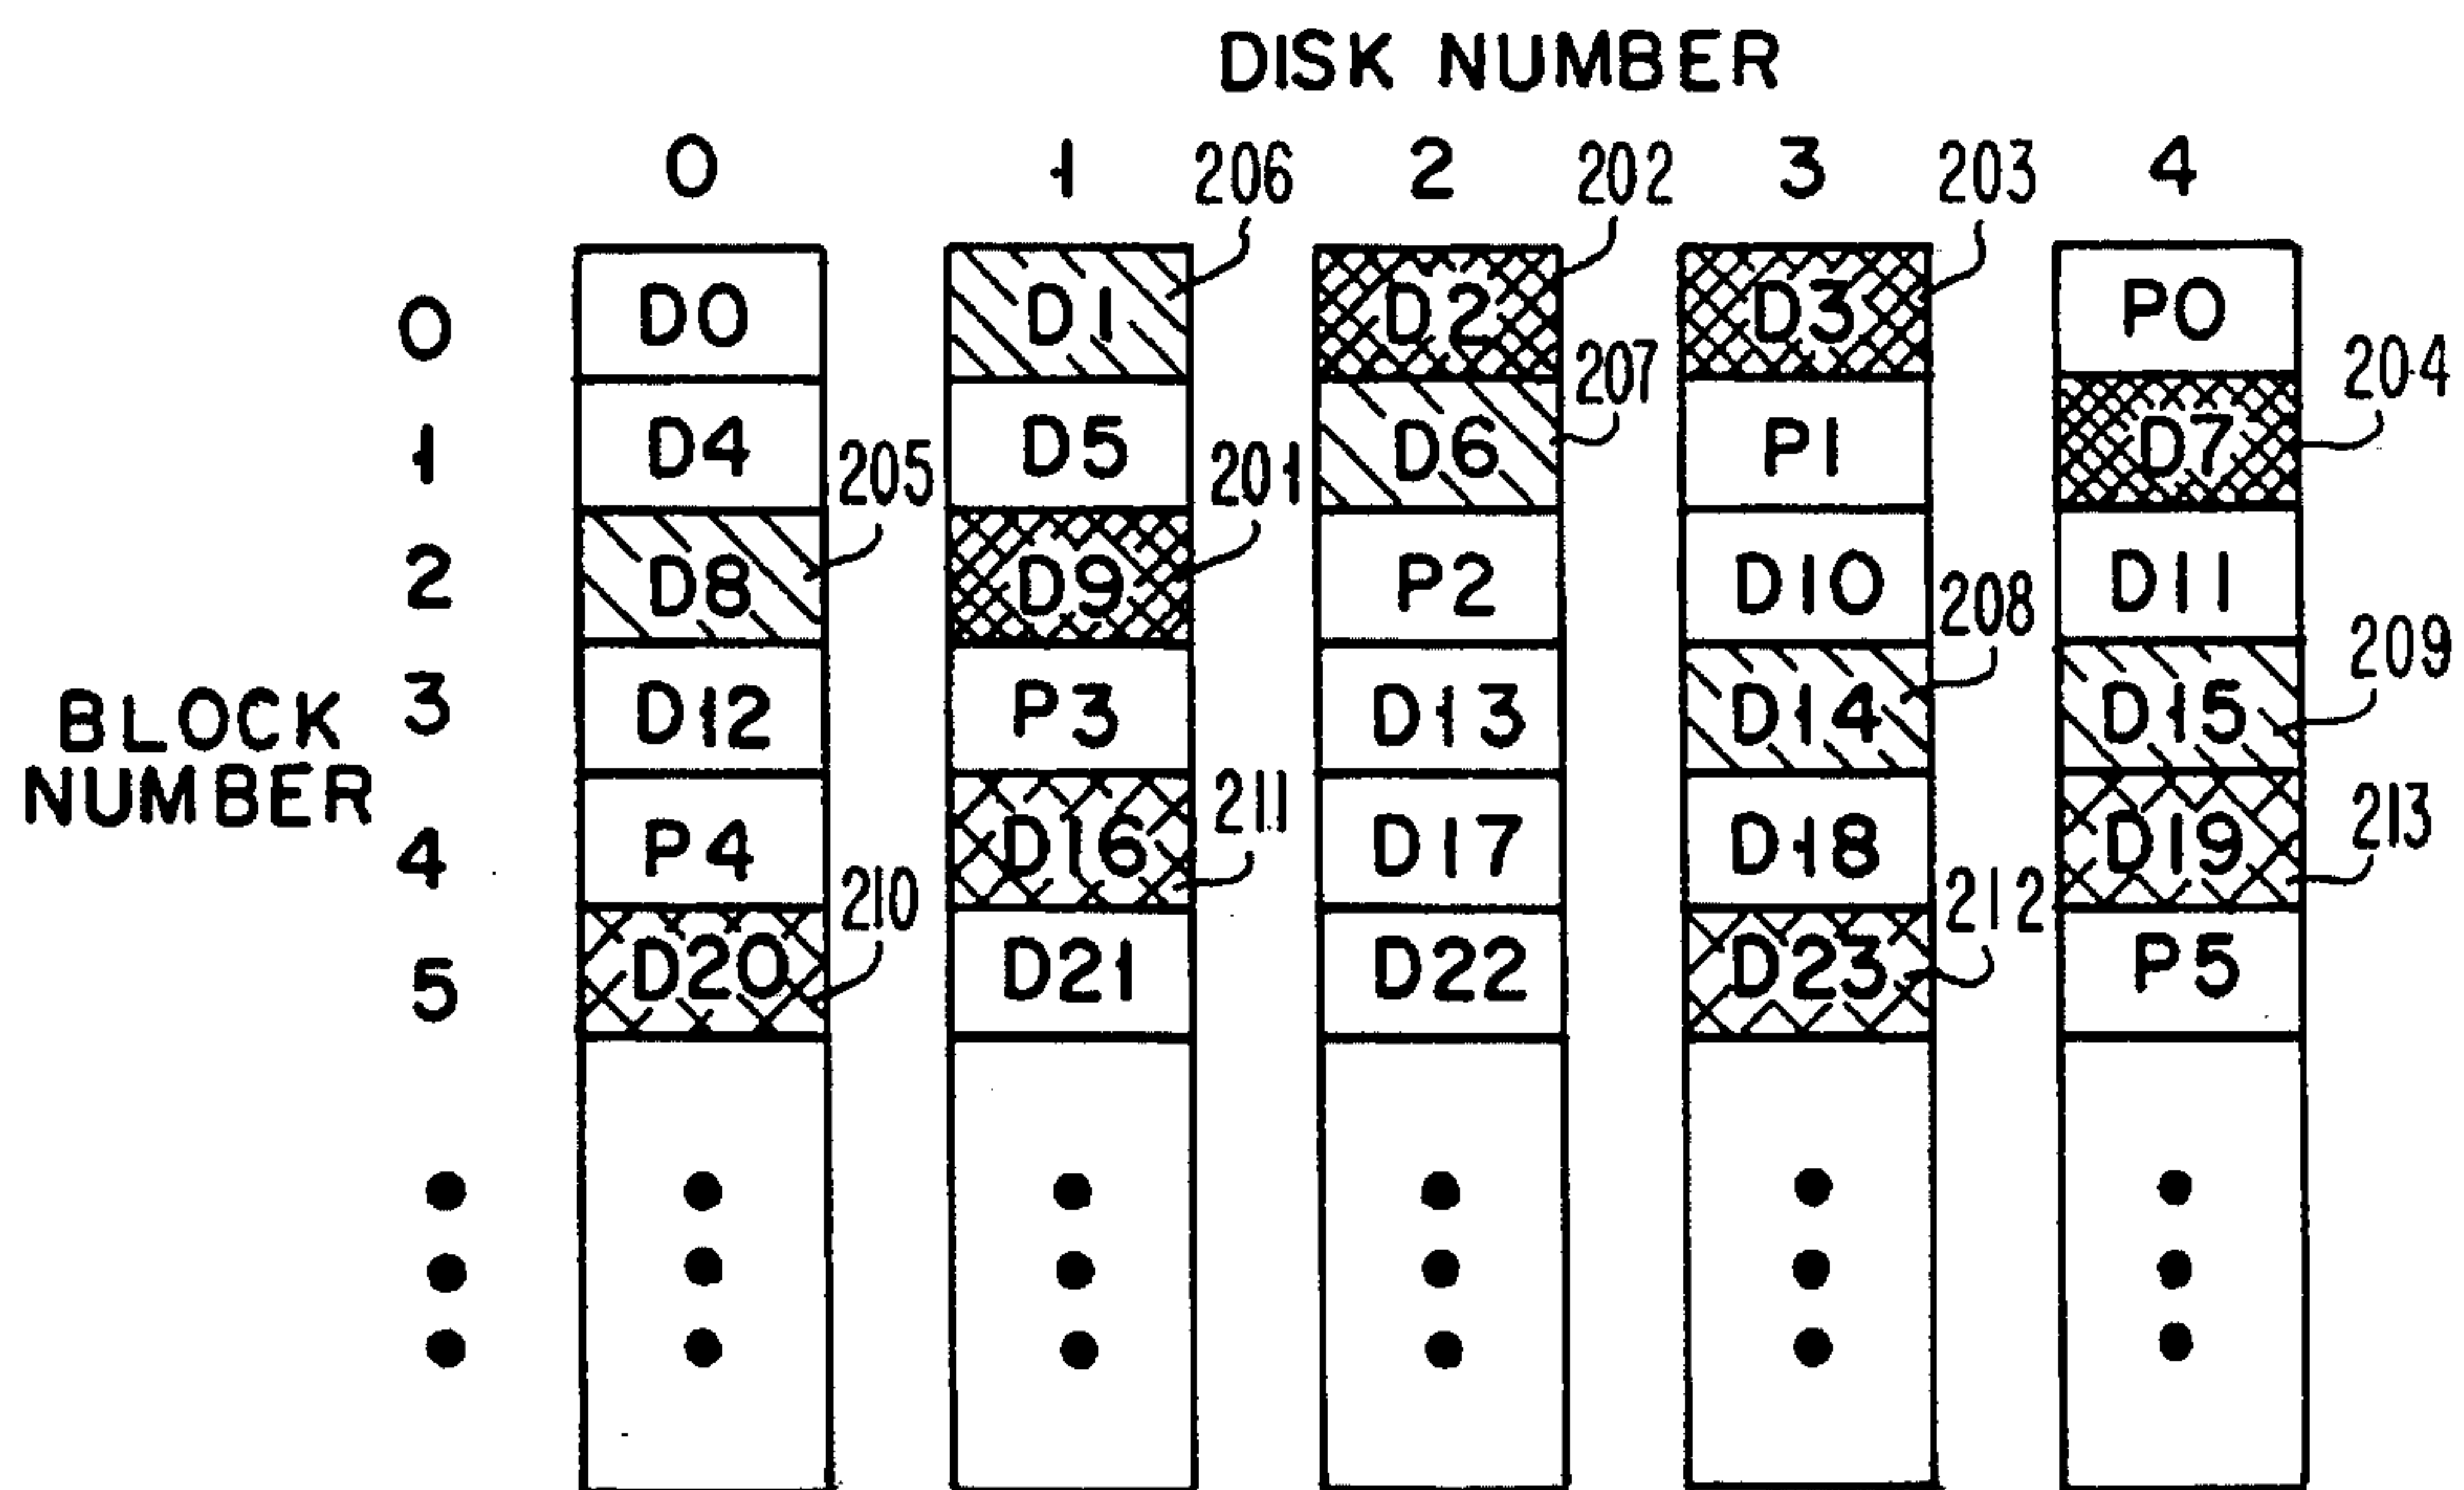 DISK NUMBER
0 1 206 2 202 3 203 4
0 D0 D1 D2 D3 P0
207 204
1 D4 205 D5 201 D6 P1 D7
2 D8 D9 P2 D10 208 D11
209
BLOCK
NUMBER
3 D12 P3 D13 D14 D15
211 213
4 P4 D16 D17 D18 D19
210 212
5 D20 D21 D22 D23 P5